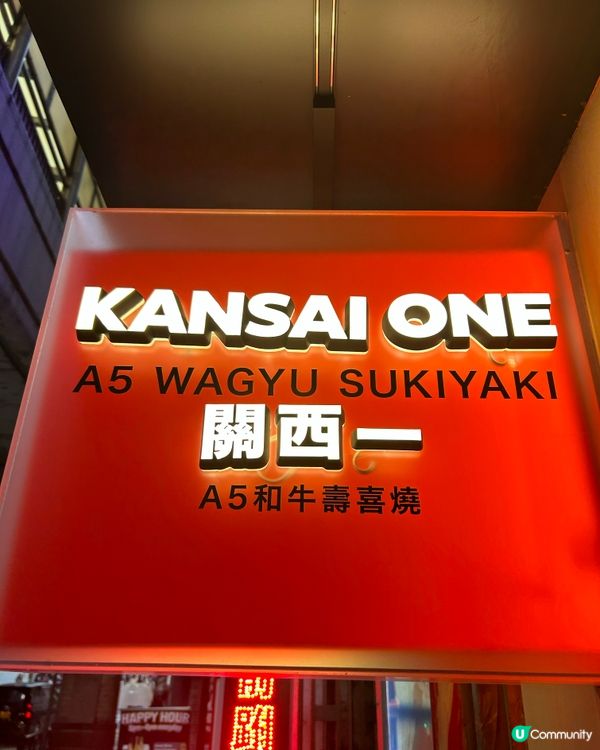 KANSAI ONE
A5 WAGYU SUKIYAKI
關西一
A5和牛壽喜燒
HAPPY HOUR
U Community